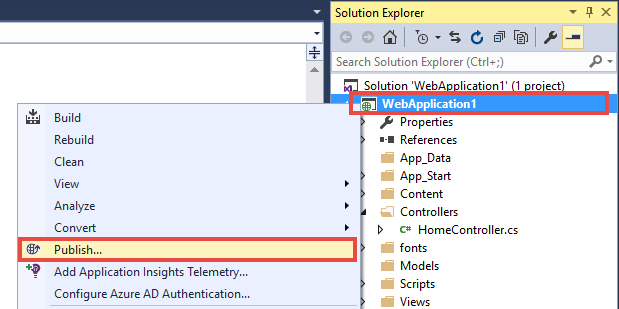 Solution Explorer
Search Solution Explorer (Ctrl+;)
Solution 'WebApplication1' (1 project)
WebApplication1
Properties
References
App_Data
App_Start
Content
Controllers
C# HomeController.cs
fonts
Models
Scripts
Views
Build
Rebuild
Clean
View
Analyze
Convert
Publish...
Add Application Insights Telemetry...
Configure Azure AD Authentication...